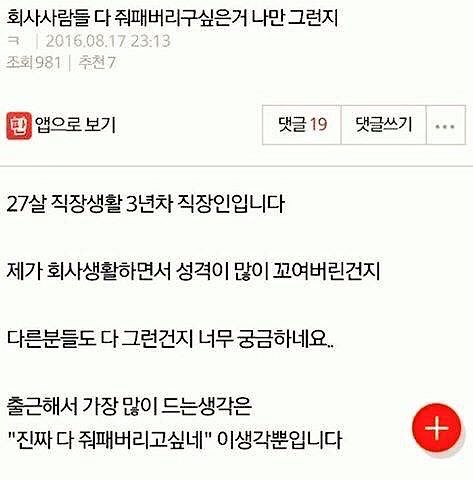 회사사람들 다 줘패버리구싶은거 나만 그런지
ㅋ | 2016.08.17 23:13
조회981 | 추천7
앱으로 보기
댓글 19
댓글쓰기
...
27살 직장생활 3년차 직장인입니다
제가 회사생활하면서 성격이 많이 꼬여버린건지
다른분들도 다 그런건지 너무 궁금하네요..
출근해서 가장 많이 드는생각은
"진짜 다 줘패버리고싶네" 이생각뿐입니다